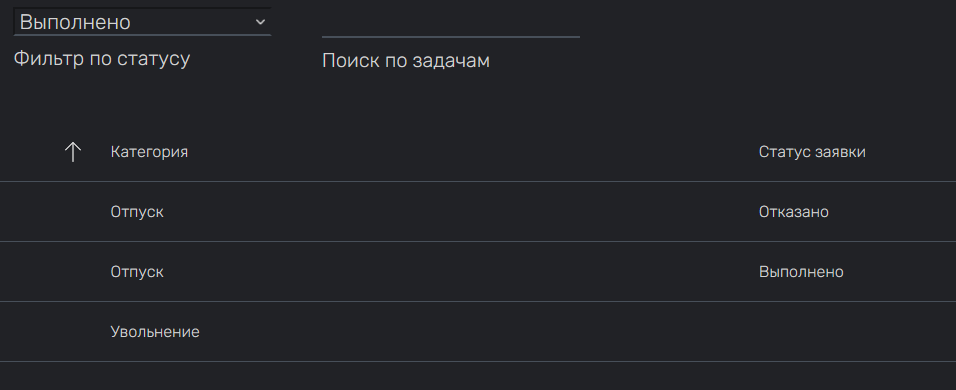 Выполнено
Фильтр по статусу
Поиск по задачам
Категория Статус заявки
Отпуск Отказано
Отпуск Выполнено
Увольнение